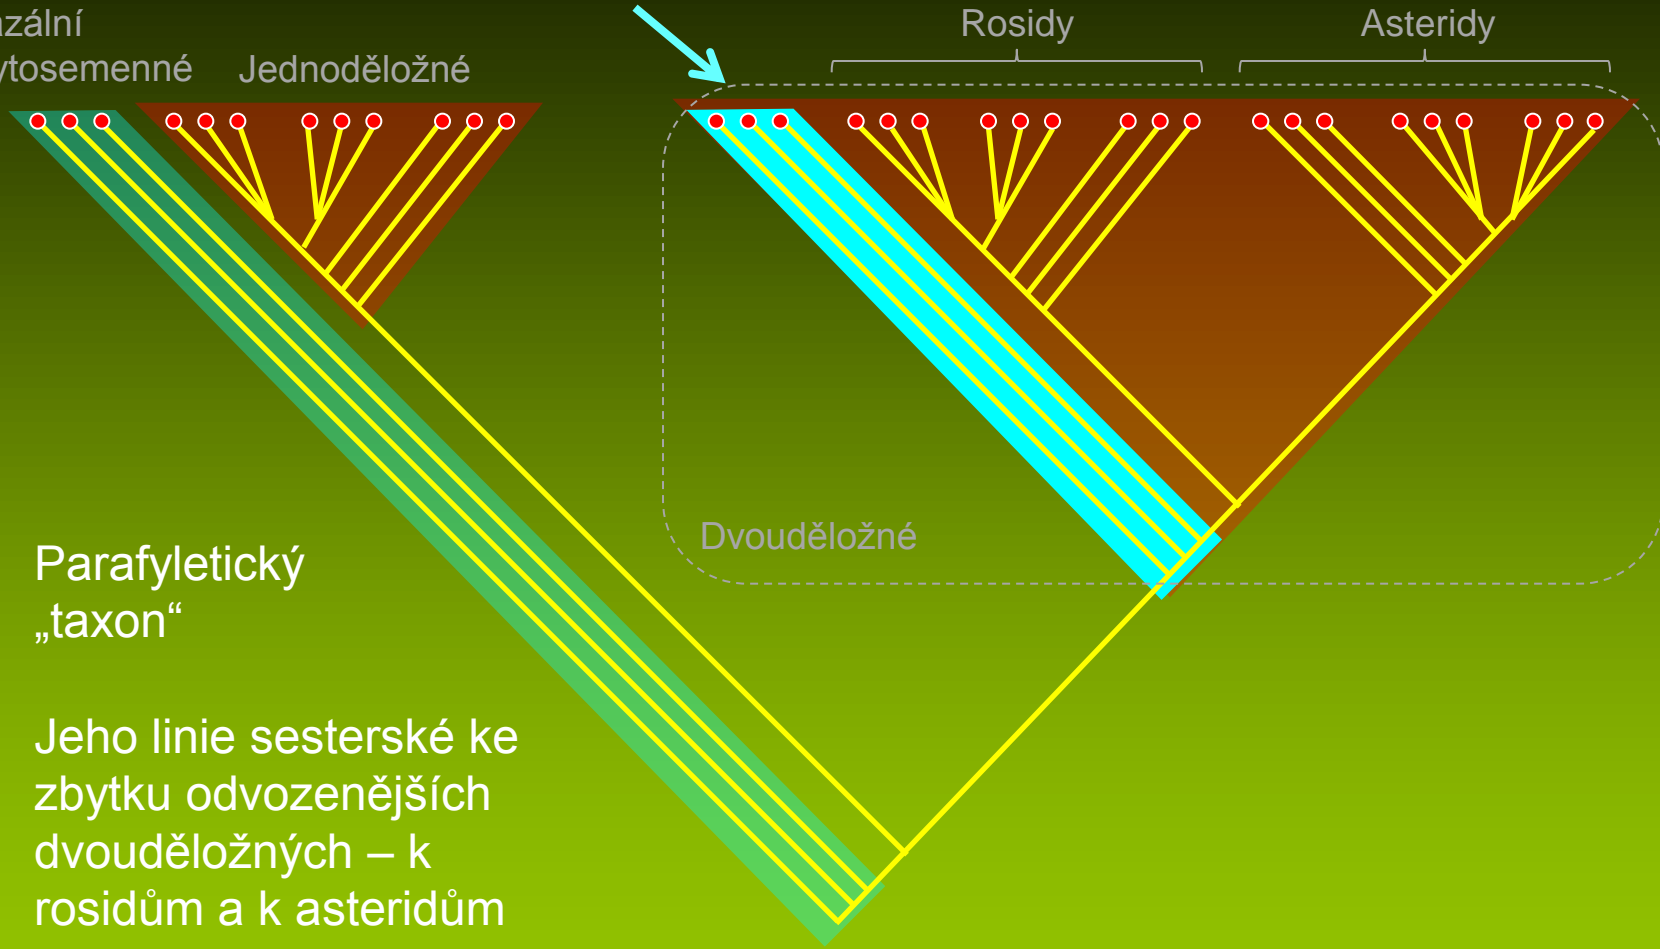 Rosidy
Asteridy
Jednoděložné
Dvouděložné
Parafyletický
„taxon“
Jeho linie sesterské ke
zbytku odvozenějších
dvouděložných – k
rosidům a k asteridům